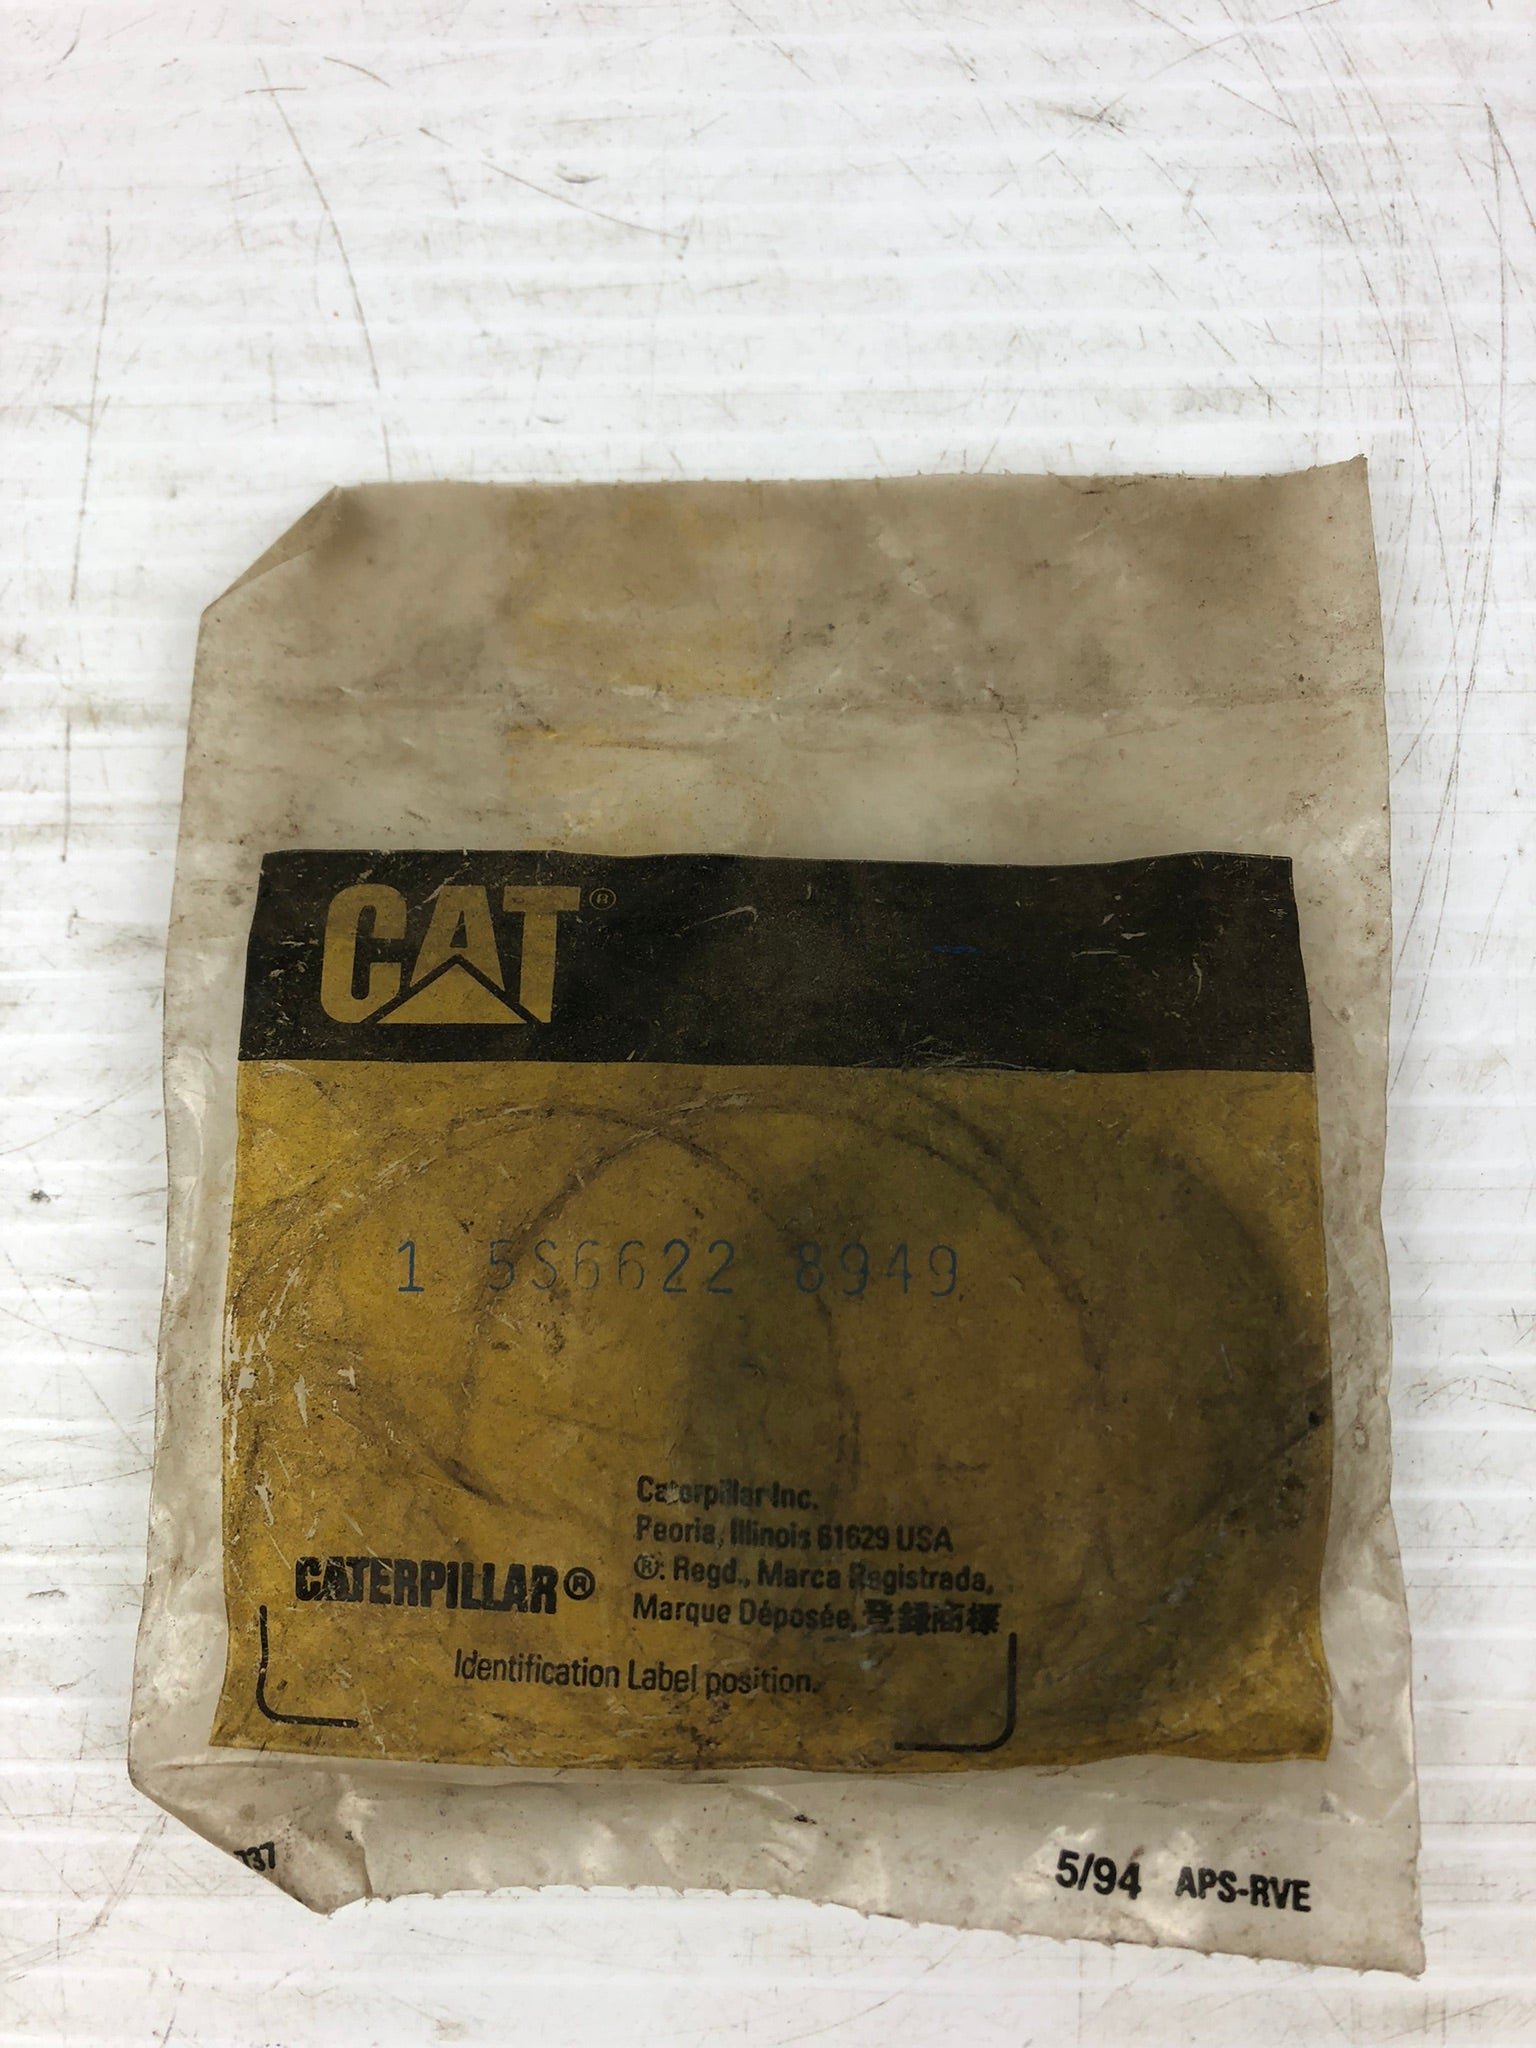 CAT®
1 5S6622 8949
Caterpillar Inc.
Peoria, Illinois 61629 USA
®: Regd., Marca Registrada,
Marque Déposée, 登録商標
CATERPILLAR®
Identification Label position.
5/94 APS-RVE